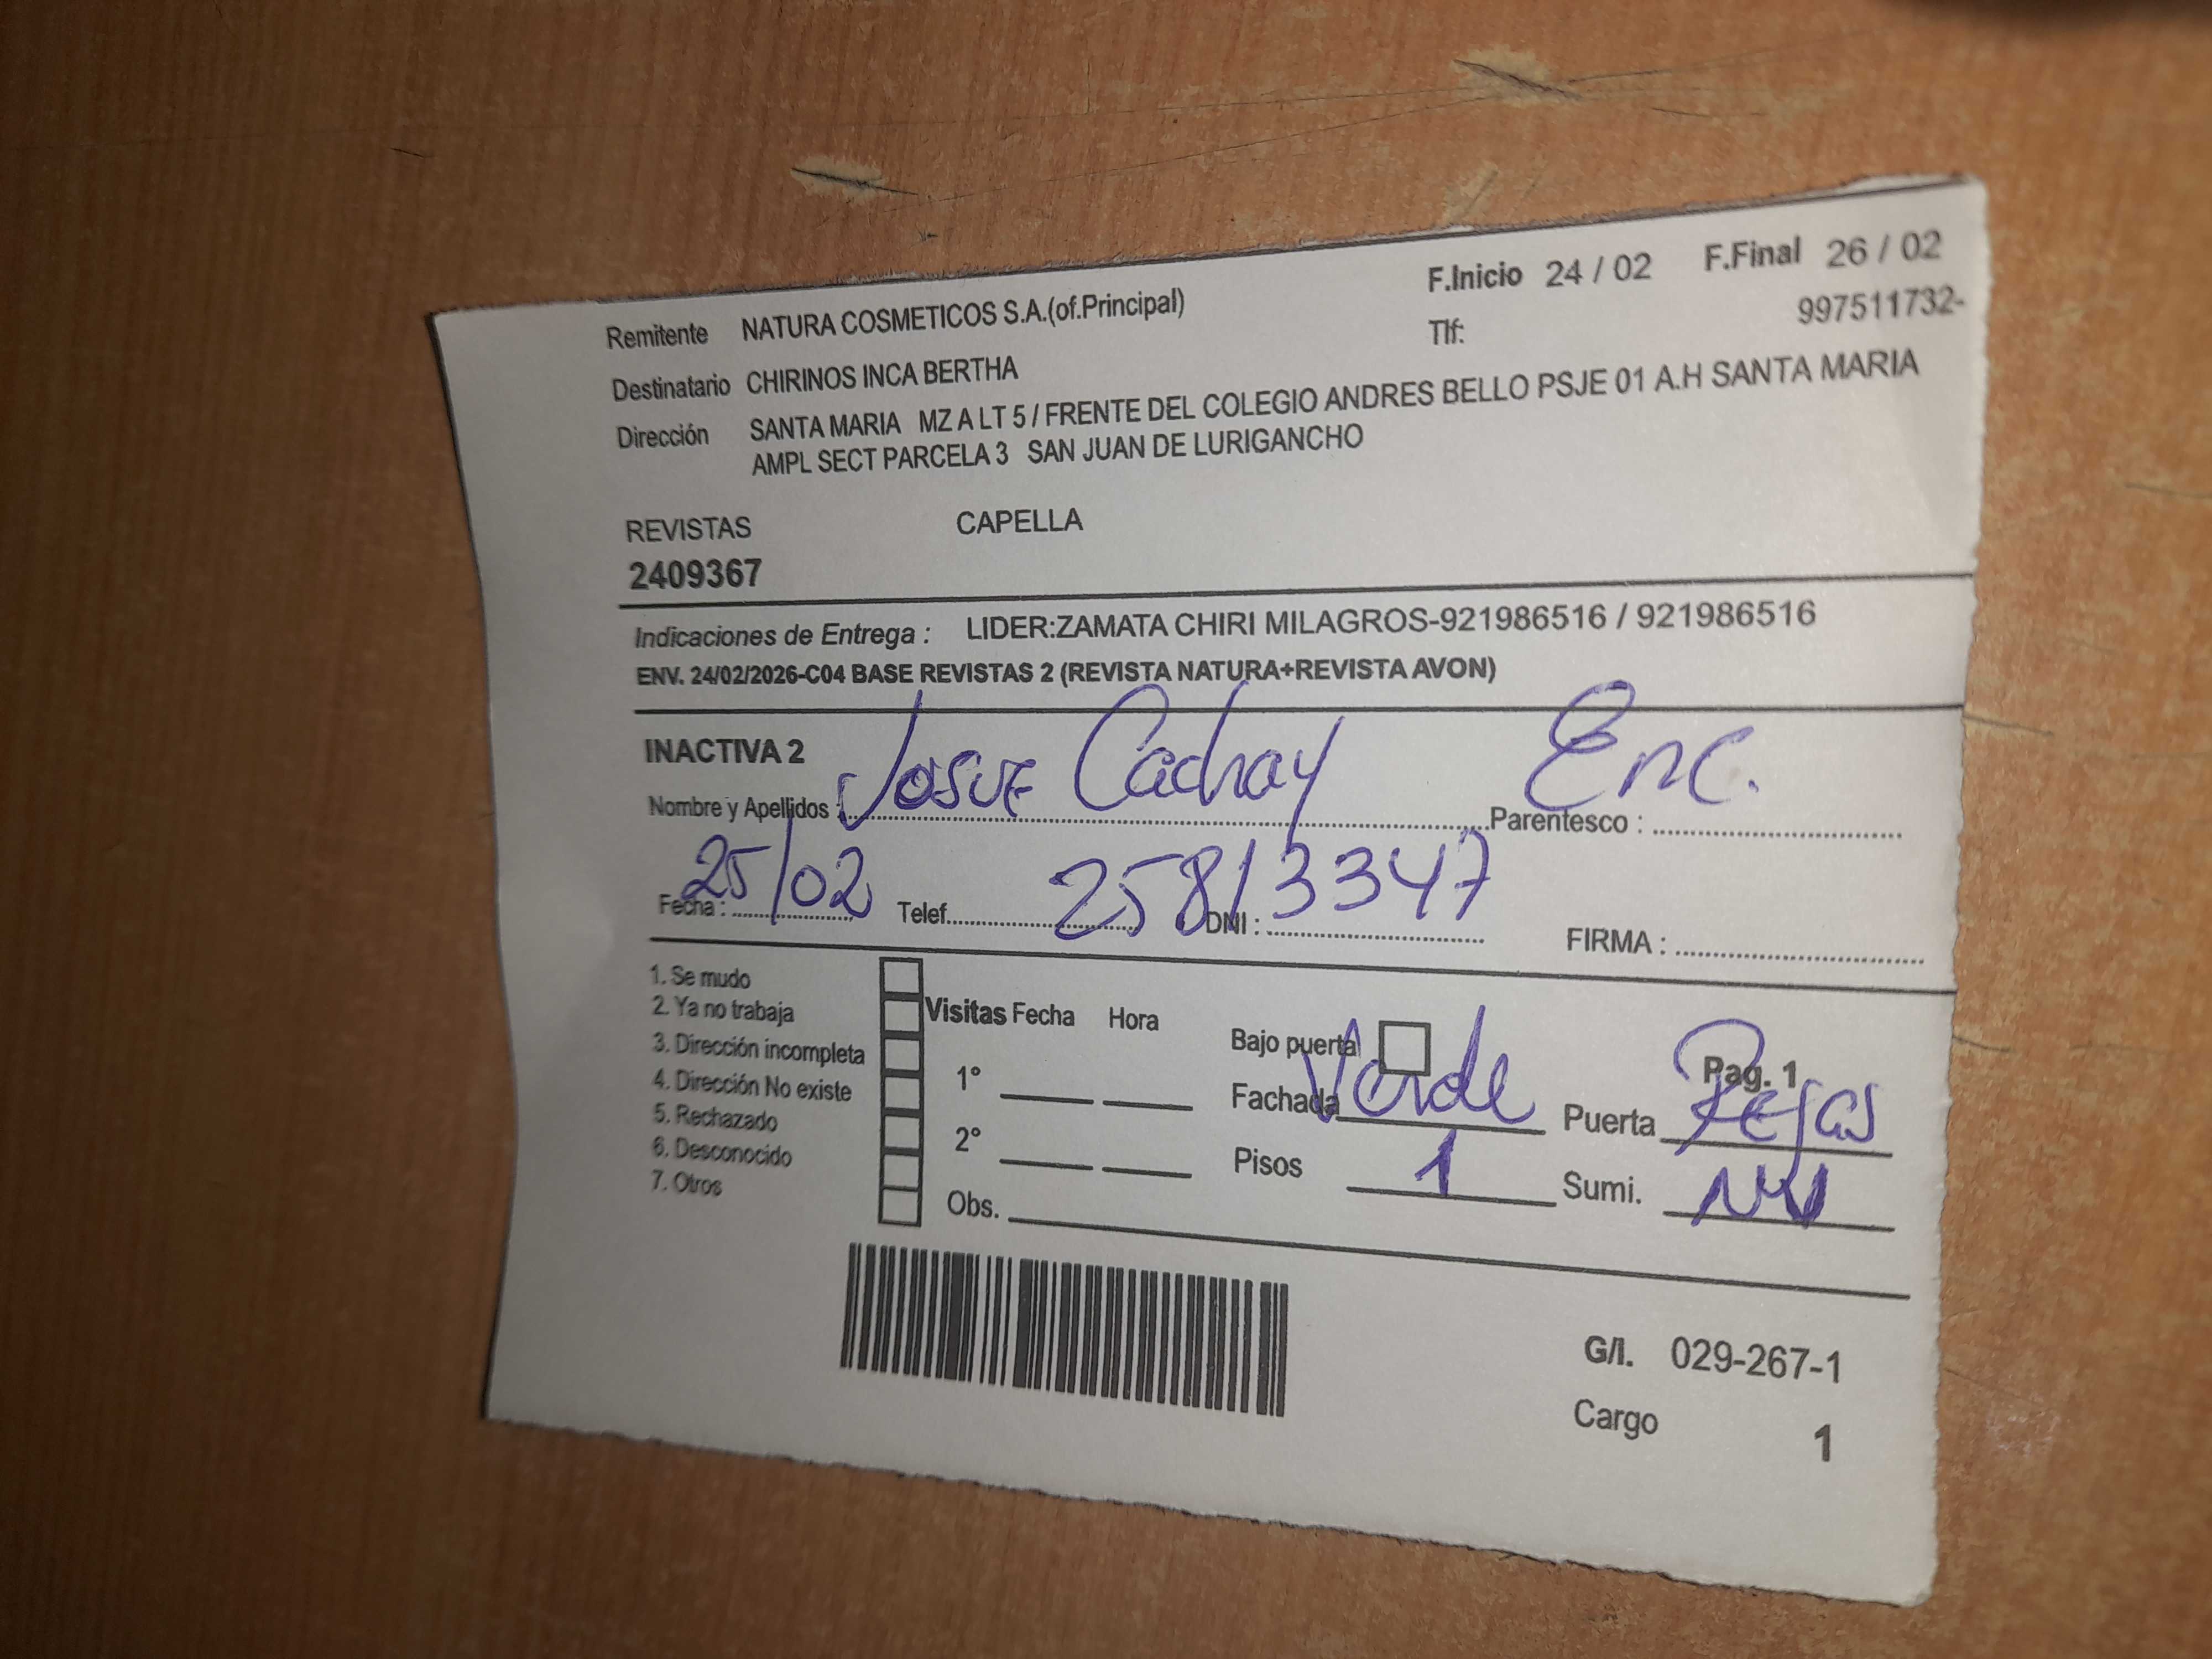 F.Inicio 24 / 02 F.Final 26 / 02
Remitente NATURA COSMETICOS S.A.(of.Principal) Tlf: 997511732-
Destinatario CHIRINOS INCA BERTHA
Dirección SANTA MARIA MZ A LT 5 / FRENTE DEL COLEGIO ANDRES BELLO PSJE 01 A.H SANTA MARIA
AMPL SECT PARCELA 3 SAN JUAN DE LURIGANCHO
REVISTAS CAPELLA
2409367
Indicaciones de Entrega : LIDER:ZAMATA CHIRI MILAGROS-921986516 / 921986516
ENV. 24/02/2026-C04 BASE REVISTAS 2 (REVISTA NATURA+REVISTA AVON)
INACTIVA 2
Nombre y Apellidos : Josue Cachay Parentesco : Enc.
Fecha : 25/02 Telef. DNI : 25813347 FIRMA :
1. Se mudo
2. Ya no trabaja
3. Dirección incompleta
4. Dirección No existe
5. Rechazado
6. Desconocido
7. Otros
Visitas Fecha Hora
1°
2°
Obs.
Bajo puerta Pag. 1
Fachada Verde Puerta Rejas
Pisos 1 Sumi.
G/I. 029-267-1
Cargo 1